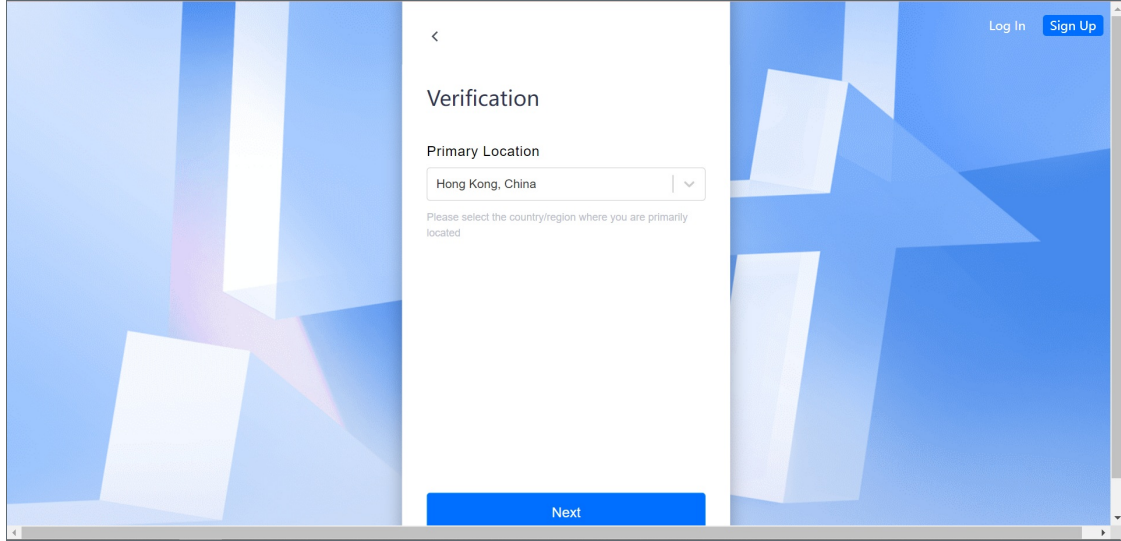 Log In
Sign Up
Verification
Primary Location
Hong Kong, China
Please select the country/region where you are primarily
located
Next